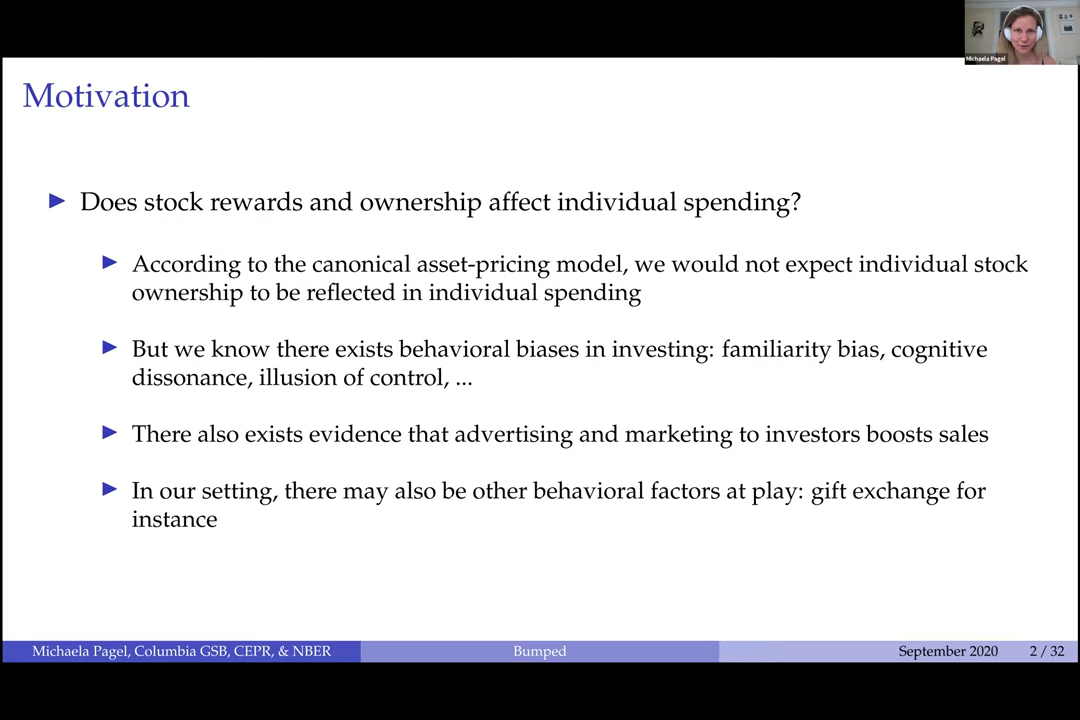 Michaela Pagel
Motivation
Does stock rewards and ownership affect individual spending?
According to the canonical asset-pricing model, we would not expect individual stock
ownership to be reflected in individual spending
But we know there exists behavioral biases in investing: familiarity bias, cognitive
dissonance, illusion of control, ...
There also exists evidence that advertising and marketing to investors boosts sales
In our setting, there may also be other behavioral factors at play: gift exchange for
instance
Michaela Pagel, Columbia GSB, CEPR, & NBER
Bumped
September 2020
2 / 32